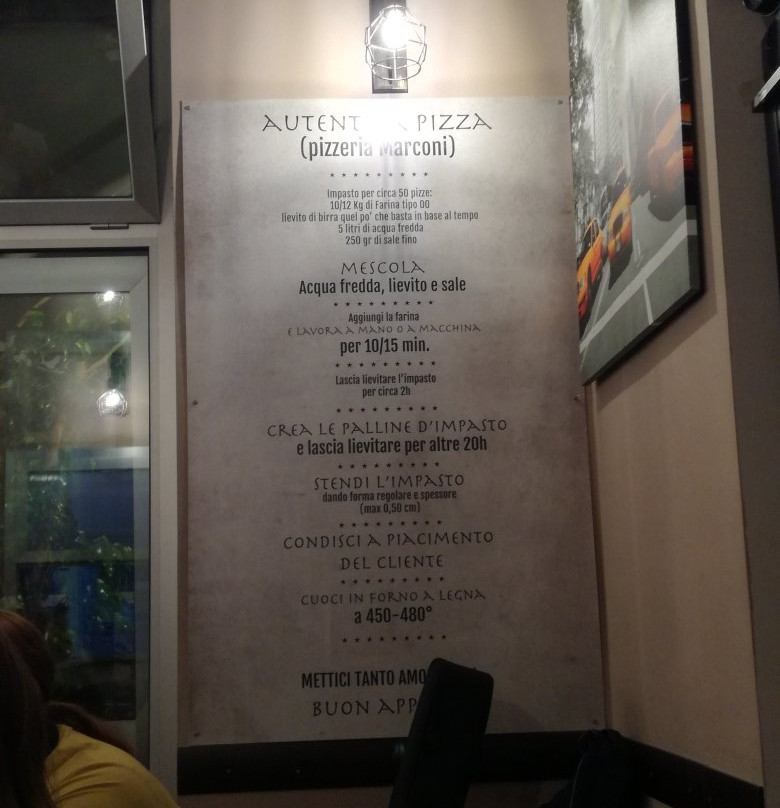 PIZZA
(pizzeria Marconi)
Impasto per circa 50 pizze:
10/12 Kg di Farina tipo 00
lievito di birra quel po' che basta in base al tempo
5 litri di acqua fredda
250 gr di sale fino
MESCOLA
Acqua fredda, lievito e sale
Aggiungi la farina
E LAVORA A MANO O A MACCHINA
per 10/15 min.
Lascia lievitare l'impasto
per circa 2h
CREA LE PALLINE D'IMPASTO
e lascia lievitare per altre 20h
STENDI L'IMPASTO
dando forma regolare e spessore
(max 0,50 cm)
CONDISCI A PIACIMENTO
DEL CLIENTE
CUOCI IN FORNO A LEGNA
a 450-480°
METTICI TANTO AMO
BUON APP